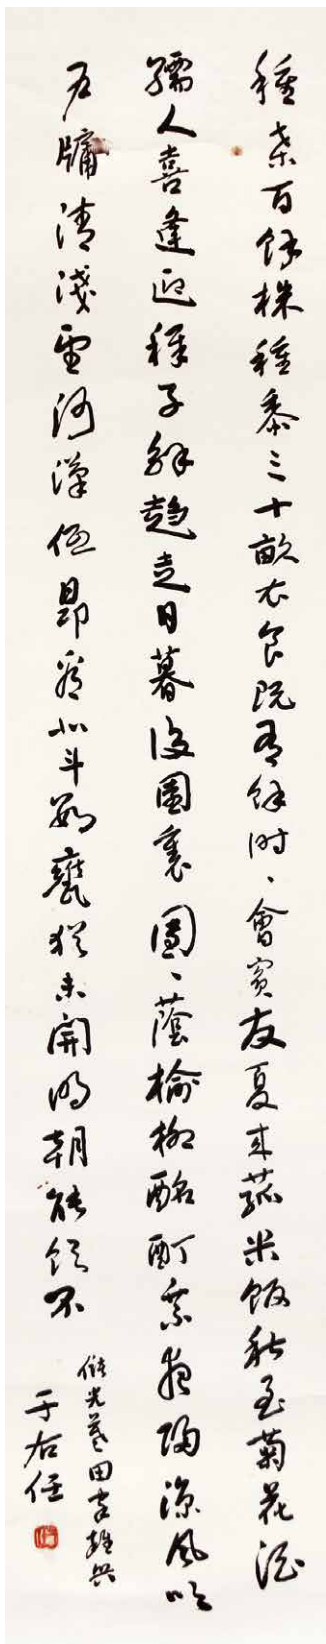 種桑百餘株種黍三十畝衣食既有餘時、會賓友夏來菰米飯秋至菊花酒
孺人喜逢迎稚子解趨走日暮後園裏團、蔭榆柳酩酊乘夜歸涼風吹
戶牖清淺望河漢低昂看北斗數甕猶未開明朝能飲不
儲光羲田家雜興
于右任